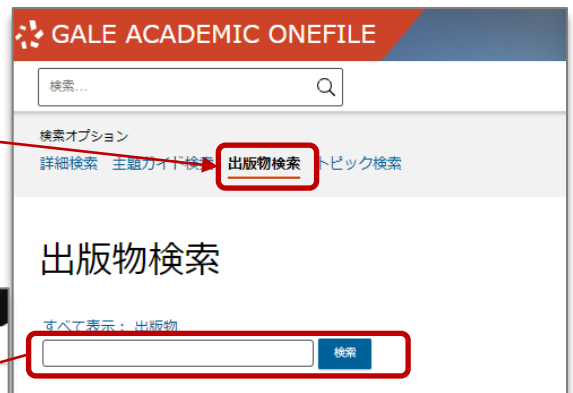 GALE ACADEMIC ONEFILE
検索...
検索オプション
詳細検索 主題ガイド検索 出版物検索 トピック検索
出版物検索
すべて表示： 出版物
検索